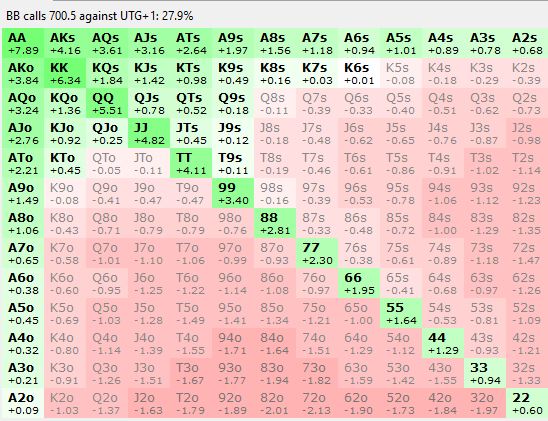 BB calls 700.5 against UTG+1: 27.9%
AA AKs AQs AJs ATs A9s A8s A7s A6s A5s A4s A3s A2s
+7.89 +4.16 +3.61 +3.16 +2.64 +1.97 +1.56 +1.18 +0.94 +1.01 +0.89 +0.78 +0.68
AKo KK KQs KJs KTs K9s K8s K7s K6s K5s K4s K3s K2s
+3.84 +6.34 +1.84 +1.42 +0.98 +0.49 +0.16 +0.03 +0.01 -0.08 -0.18 -0.29 -0.39
AQo KQo QQ QJs QTs Q9s Q8s Q7s Q6s Q5s Q4s Q3s Q2s
+3.24 +1.36 +5.51 +0.78 +0.52 +0.18 -0.11 -0.39 -0.33 -0.40 -0.51 -0.62 -0.73
AJo KJo QJo JJ JTs J9s J8s J7s J6s J5s J4s J3s J2s
+2.76 +0.92 +0.25 +4.82 +0.45 +0.12 -0.18 -0.48 -0.62 -0.65 -0.76 -0.87 -0.98
ATo KTo QTo JTo TT T9s T8s T7s T6s T5s T4s T3s T2s
+2.21 +0.45 -0.05 -0.11 +4.11 +0.11 -0.19 -0.46 -0.61 -0.86 -0.91 -1.02 -1.14
A9o K9o Q9o J9o T9o 99 98s 97s 96s 95s 94s 93s 92s
+1.49 -0.08 -0.41 -0.47 -0.47 +3.40 -0.16 -0.39 -0.53 -0.78 -1.06 -1.12 -1.23
A8o K8o Q8o J8o T8o 98o 88 87s 86s 85s 84s 83s 82s
+1.06 -0.43 -0.71 -0.79 -0.79 -0.76 +2.81 -0.33 -0.48 -0.72 -1.00 -1.29 -1.35
A7o K7o Q7o J7o T7o 97o 87o 77 76s 75s 74s 73s 72s
+0.65 -0.58 -1.01 -1.10 -1.06 -0.99 -0.93 +2.30 -0.38 -0.61 -0.89 -1.18 -1.47
A6o K6o Q6o J6o T6o 96o 86o 76o 66 65s 64s 63s 62s
+0.38 -0.60 -0.95 -1.25 -1.22 -1.14 -1.08 -0.97 +1.95 -0.41 -0.68 -0.97 -1.26
A5o K5o Q5o J5o T5o 95o 85o 75o 65o 55 54s 53s 52s
+0.45 -0.69 -1.03 -1.28 -1.49 -1.41 -1.34 -1.21 -1.00 +1.64 -0.53 -0.81 -1.09
A4o K4o Q4o J4o T4o 94o 84o 74o 64o 54o 44 43s 42s
+0.32 -0.80 -1.14 -1.39 -1.55 -1.71 -1.64 -1.51 -1.29 -1.12 +1.29 -0.93 -1.21
A3o K3o Q3o J3o T3o 93o 83o 73o 63o 53o 43o 33 32s
+0.21 -0.91 -1.26 -1.51 -1.67 -1.77 -1.94 -1.82 -1.59 -1.42 -1.55 +0.94 -1.33
A2o K2o Q2o J2o T2o 92o 82o 72o 62o 52o 42o 32o 22
+0.09 -1.03 -1.37 -1.63 -1.79 -1.89 -2.01 -2.13 -1.90 -1.73 -1.84 -1.97 +0.60